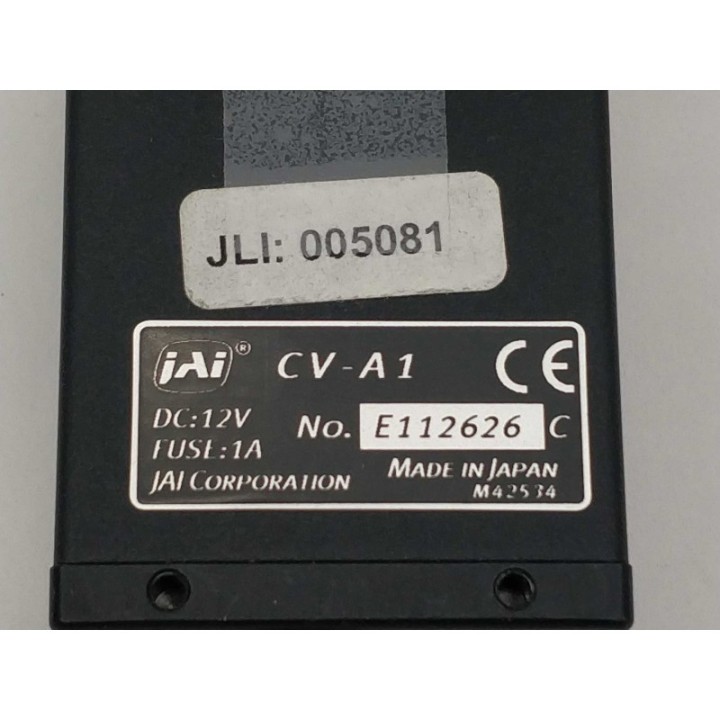 JLI: 005081
JAi ® CV-A1 CE
DC:12V No. E112626 C
FUSE:1A
JAI CORPORATION MADE IN JAPAN
M42534